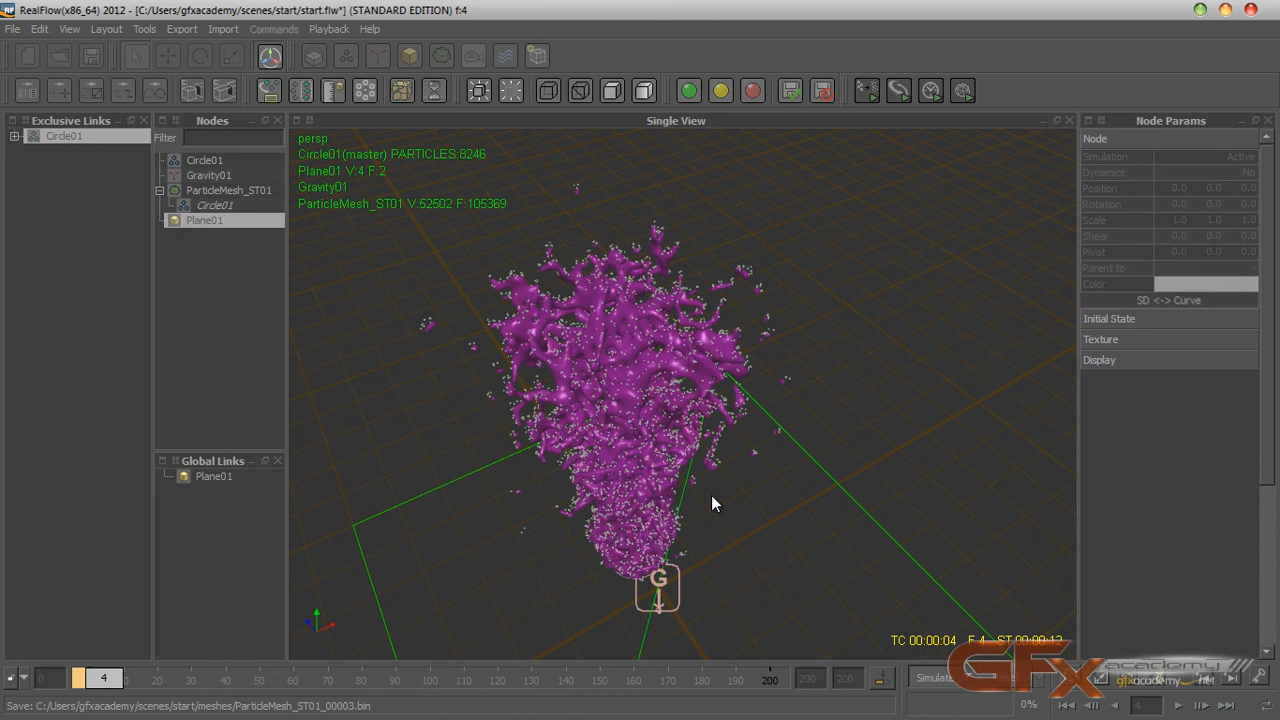 RealFlow(x86_64) 2012 - [C:/Users/gfxacademy/scenes/start/start.flw*] (STANDARD EDITION) f:4
File Edit View Layout Tools Export Import Commands Playback Help
Exclusive Links
Nodes
Single View
Node Params
Circle01
Filter
persp
Circle01(master) PARTICLES:8246
Plane01 V:4 F:2
Gravity01
ParticleMesh_ST01 V:52502 F:105369
Circle01
Gravity01
ParticleMesh_ST01
Circle01
Plane01
Global Links
Plane01
Node
Simulation Active
Dynamics No
Position 0.0 0.0 0.0
Rotation 0.0 0.0 0.0
Scale 1.0 1.0 1.0
Shear 0.0 0.0 0.0
Pivot 0.0 0.0 0.0
Parent to -
Color
SD <-> Curve
Initial State
Texture
Display
G
TC 00:00:04 F 4 ST 00:00:12
0 4 20 30 40 50 60 70 80 90 100 110 120 130 140 150 160 170 180 190 200 200 200
Simulate
GFx academy
gfxacademy.net
0% 4
Save: C:/Users/gfxacademy/scenes/start/meshes/ParticleMesh_ST01_00003.bin